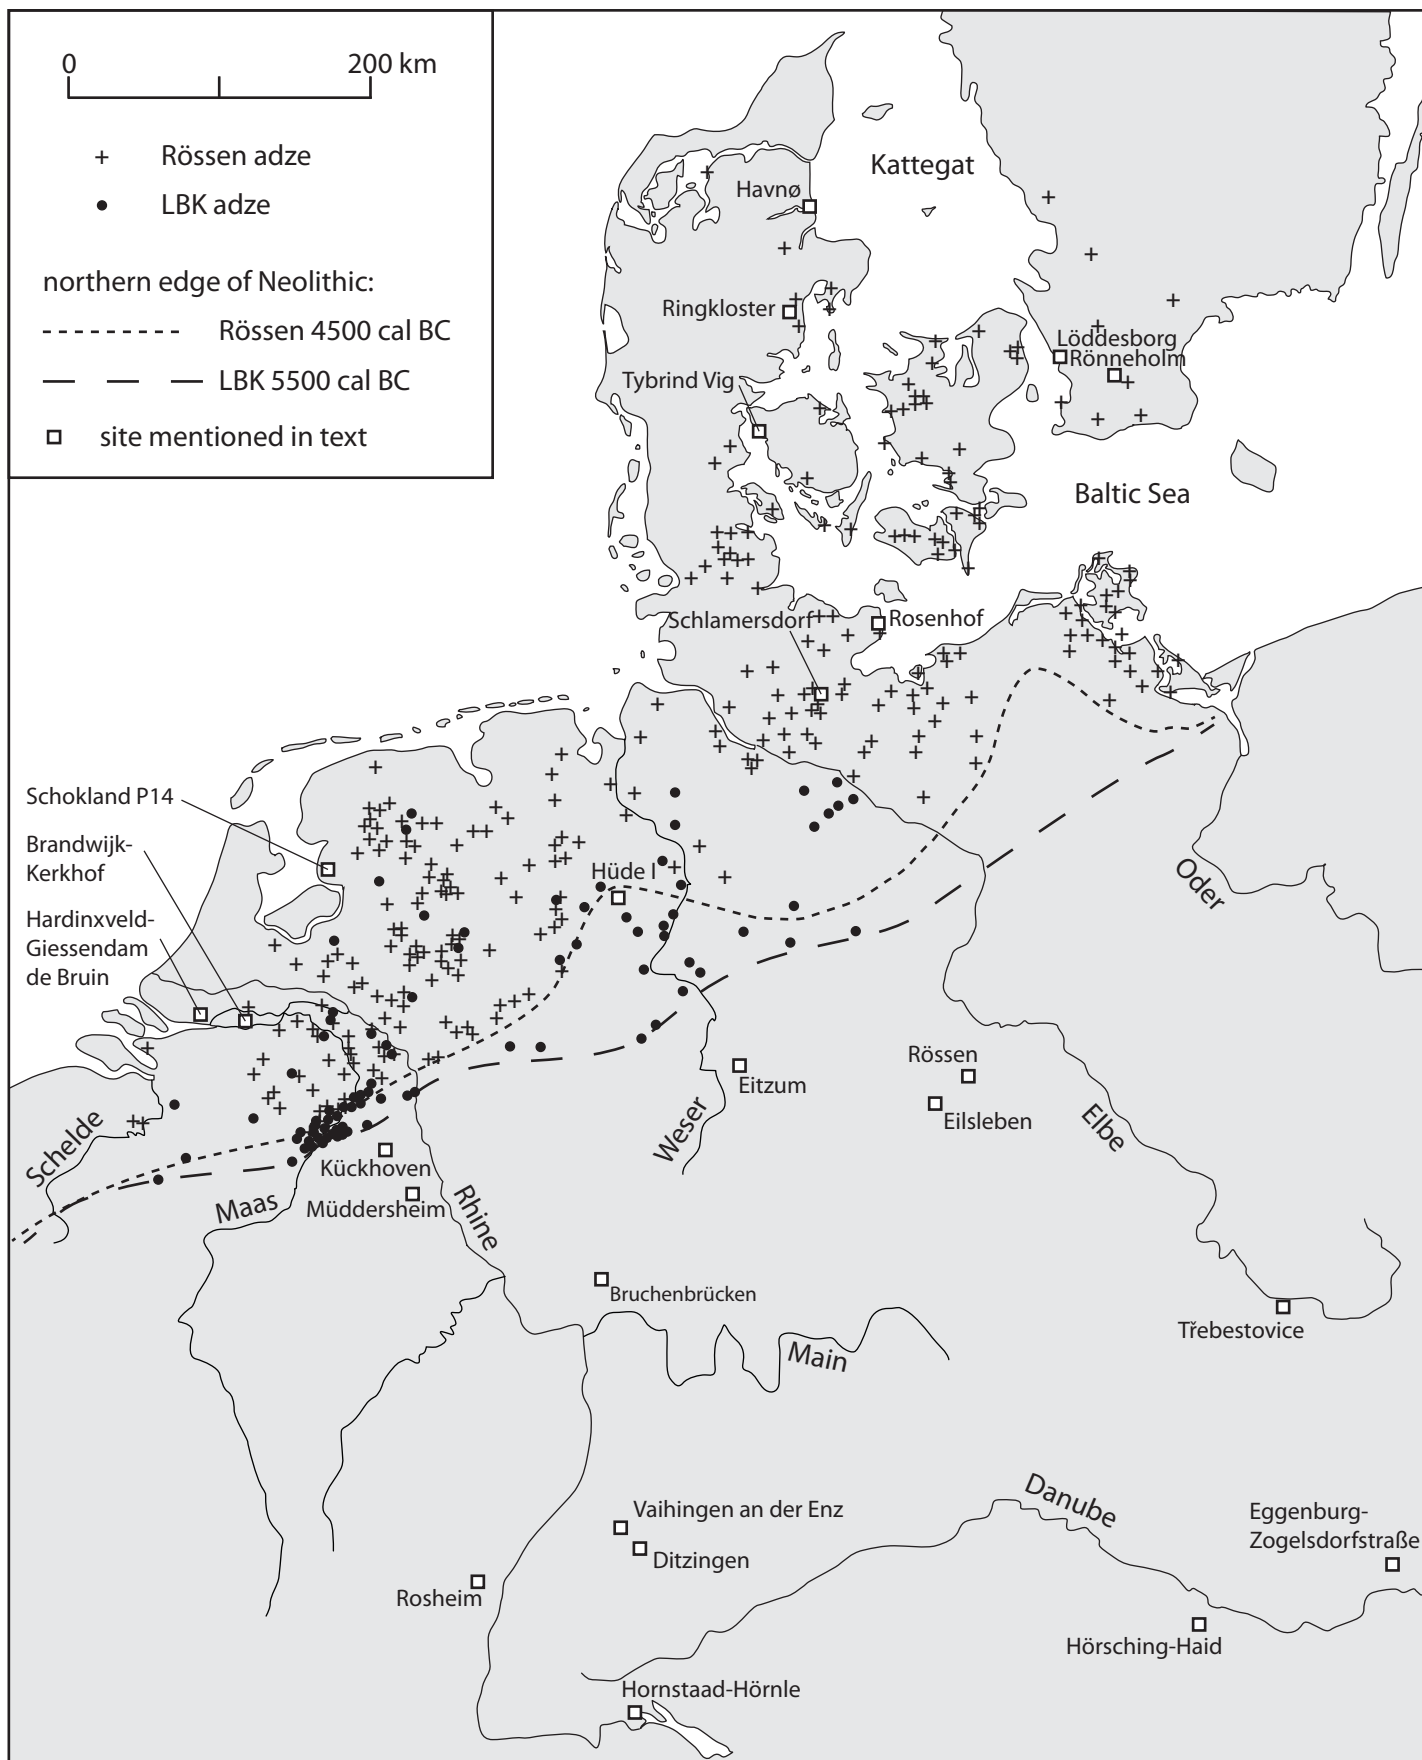 0 200 km
Rössen adze
LBK adze
northern edge of Neolithic:
Rössen 4500 cal BC
LBK 5500 cal BC
site mentioned in text
Kattegat
Havnø
Ringkloster
Löddesborg
Rönneholm
Tybrind Vig
Baltic Sea
Schlamersdorf
Rosenhof
Schokland P14
Brandwijk-
Kerkhof
Hardinxveld-
Giessendam
de Bruin
Hüde I
Oder
Rössen
Eitzum
Eilsleben
Elbe
Weser
Schelde
Kückhoven
Maas
Müddersheim
Rhine
Bruchenbrücken
Třebestovice
Main
Danube
Vaihingen an der Enz
Ditzingen
Eggenburg-
Zogelsdorfstraße
Rosheim
Hörsching-Haid
Hornstaad-Hörnle